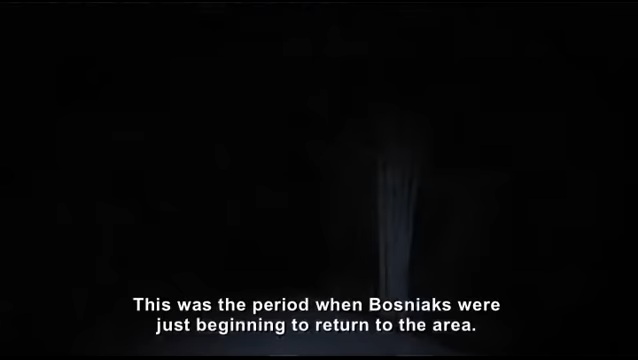 This was the period when Bosniaks were
just beginning to return to the area.